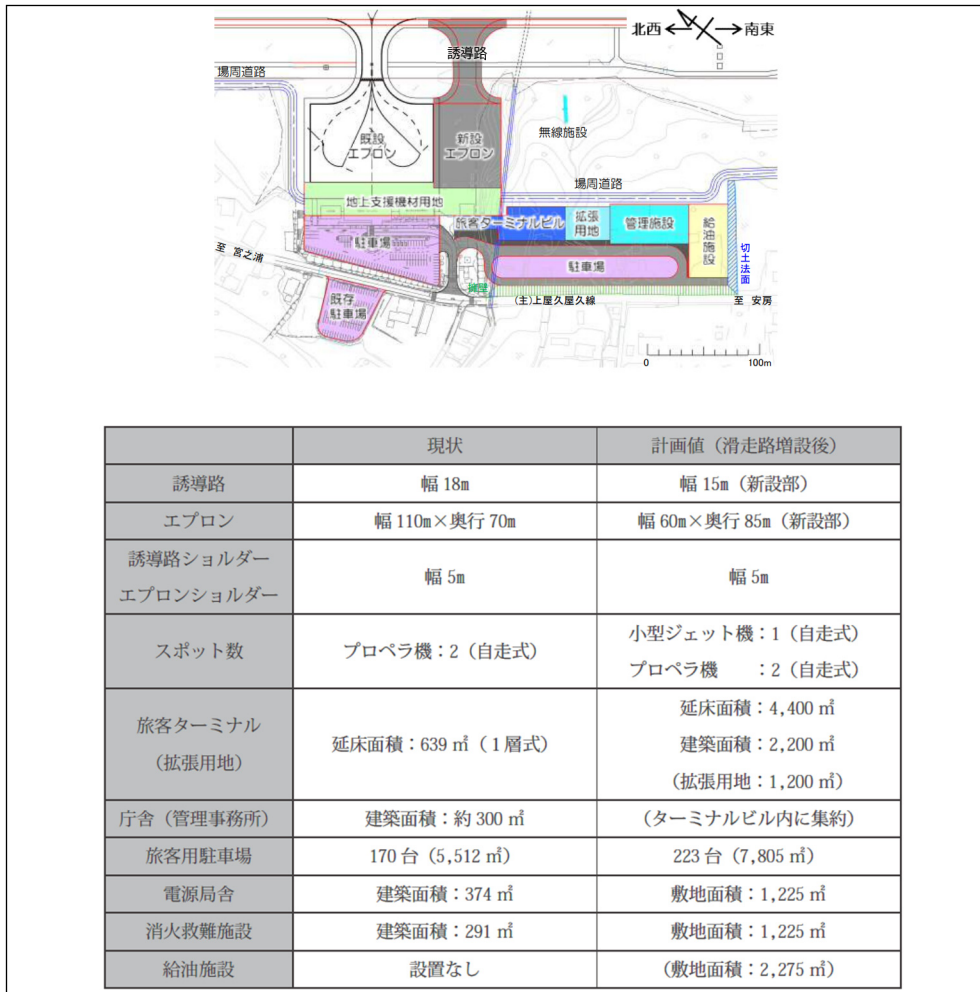 北西 南東
誘導路
場周道路
無線施設
既設
エプロン
新設
エプロン
場周道路
地上支援機材用地
旅客ターミナルビル
拡張
用地
管理施設
給油施設
切土法面
駐車場
至 宮之浦
駐車場
擁壁
(主)上屋久屋久線
至 安房
既存
駐車場
0 100m
現状 計画値（滑走路増設後）
誘導路 幅 18m 幅 15m（新設部）
エプロン 幅 110m×奥行 70m 幅 60m×奥行 85m（新設部）
誘導路ショルダー
エプロンショルダー
幅 5m 幅 5m
スポット数 プロペラ機：2（自走式）
小型ジェット機：1（自走式）
プロペラ機　　：2（自走式）
旅客ターミナル
（拡張用地）
延床面積：639 ㎡（１層式）
延床面積：4,400 ㎡
建築面積：2,200 ㎡
（拡張用地：1,200 ㎡）
庁舎（管理事務所） 建築面積：約 300 ㎡ （ターミナルビル内に集約）
旅客用駐車場 170 台（5,512 ㎡） 223 台（7,805 ㎡）
電源局舎 建築面積：374 ㎡ 敷地面積：1,225 ㎡
消火救難施設 建築面積：291 ㎡ 敷地面積：1,225 ㎡
給油施設 設置なし （敷地面積：2,275 ㎡）